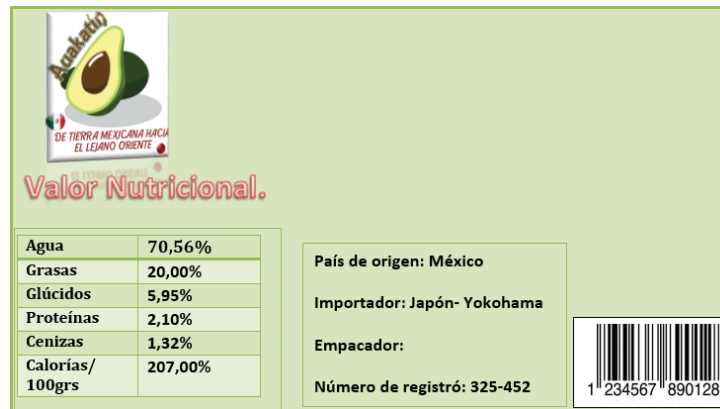 Aguakatin
DE TIERRA MEXICANA HACIA
EL LEJANO ORIENTE
Valor Nutricional.
Agua 70,56%
Grasas 20,00%
Glúcidos 5,95%
Proteínas 2,10%
Cenizas 1,32%
Calorías/ 207,00%
100grs
País de origen: México
Importador: Japón- Yokohama
Empacador:
Número de registró: 325-452
1 234567 890128